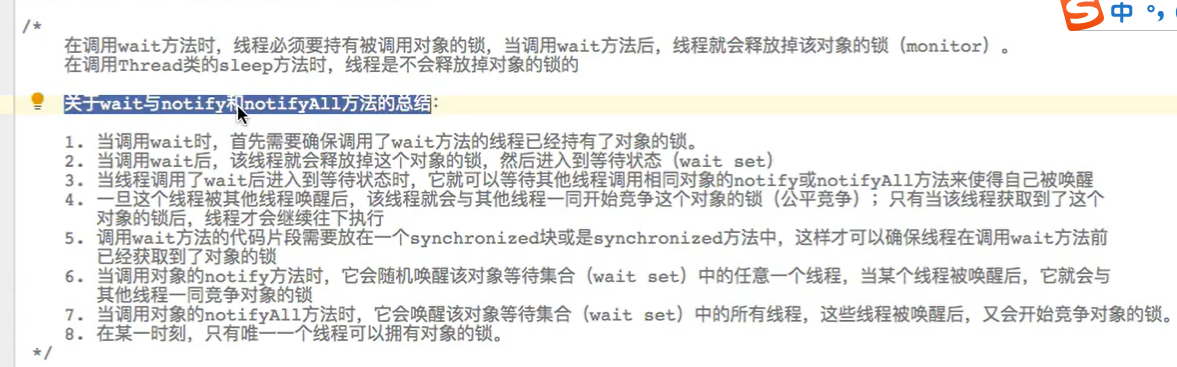 中 °，
/*
在调用wait方法时，线程必须要持有被调用对象的锁，当调用wait方法后，线程就会释放掉该对象的锁（monitor）。
在调用Thread类的sleep方法时，线程是不会释放掉对象的锁的
关于wait与notify和notifyAll方法的总结：
1. 当调用wait时，首先需要确保调用了wait方法的线程已经持有了对象的锁。
2. 当调用wait后，该线程就会释放掉这个对象的锁，然后进入到等待状态（wait set）
3. 当线程调用了wait后进入到等待状态时，它就可以等待其他线程调用相同对象的notify或notifyAll方法来使得自己被唤醒
4. 一旦这个线程被其他线程唤醒后，该线程就会与其他线程一同开始竞争这个对象的锁（公平竞争）；只有当该线程获取到了这个
对象的锁后，线程才会继续往下执行
5. 调用wait方法的代码片段需要放在一个synchronized块或是synchronized方法中，这样才可以确保线程在调用wait方法前
已经获取到了对象的锁
6. 当调用对象的notify方法时，它会随机唤醒该对象等待集合（wait set）中的任意一个线程，当某个线程被唤醒后，它就会与
其他线程一同竞争对象的锁
7. 当调用对象的notifyAll方法时，它会唤醒该对象等待集合（wait set）中的所有线程，这些线程被唤醒后，又会开始竞争对象的锁。
8. 在某一时刻，只有唯一一个线程可以拥有对象的锁。
*/